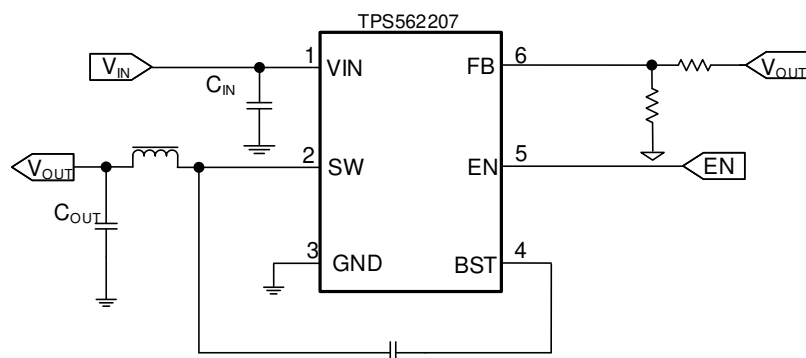 TPS562207
VIN
CIN
1
VIN
FB
6
VOUT
VOUT
COUT
2
SW
EN
5
EN
3
GND
BST
4